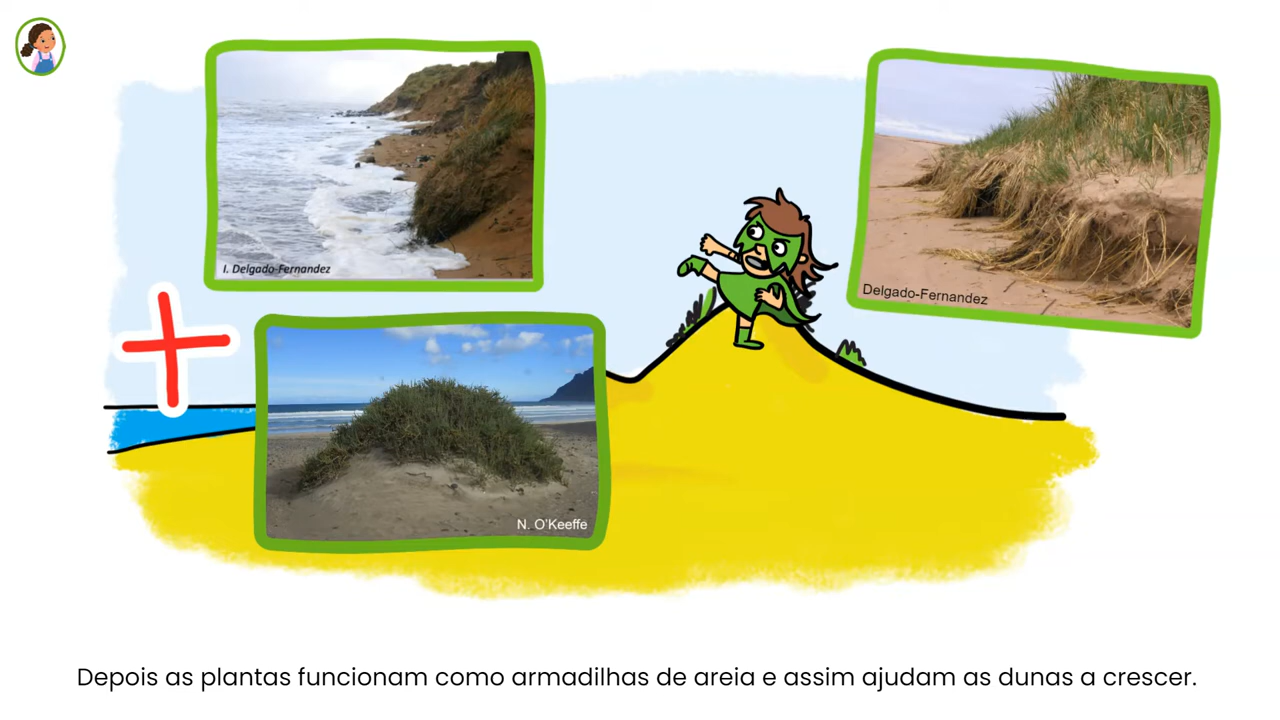 I. Delgado-Fernandez
Delgado-Fernandez
N. O'Keeffe
Depois as plantas funcionam como armadilhas de areia e assim ajudam as dunas a crescer.